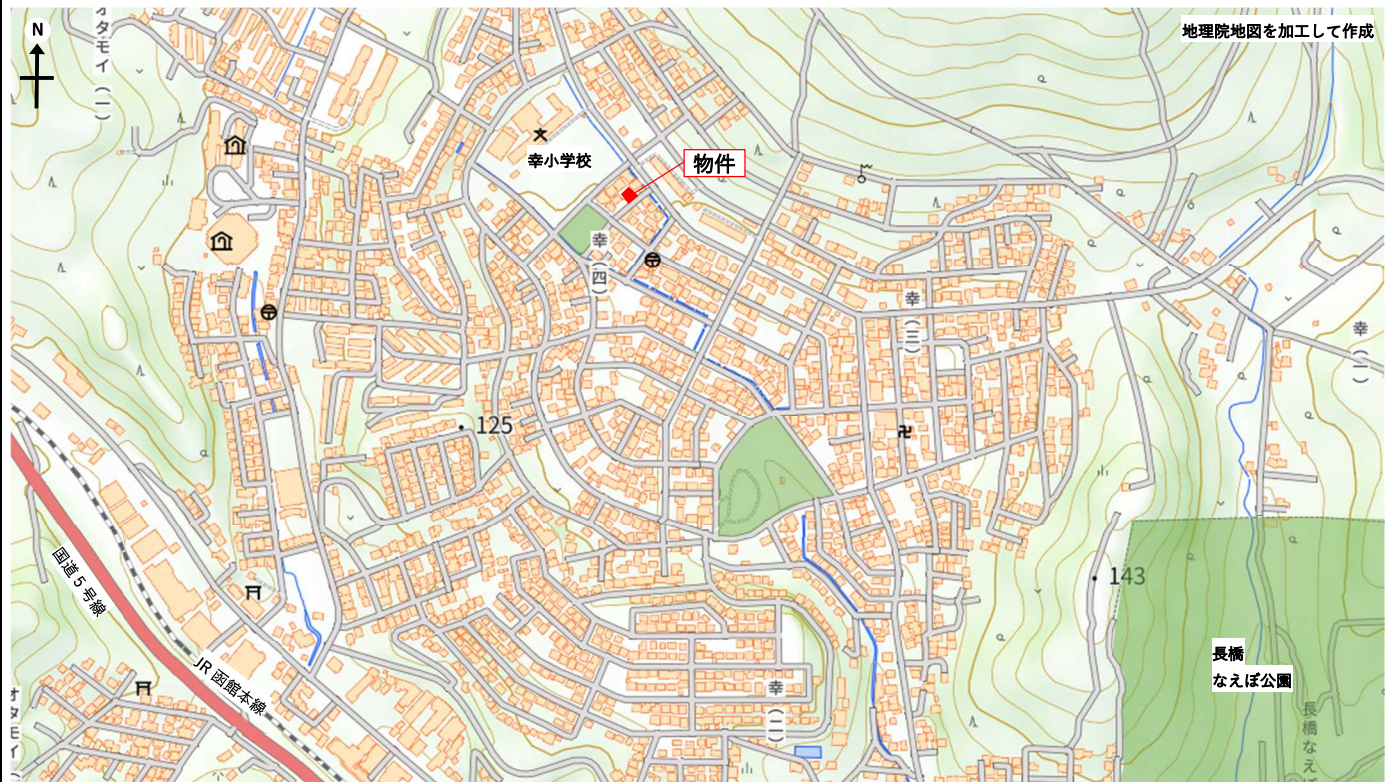 地理院地図を加工して作成
N
オタモイ(一)
幸小学校
物件
幸(四)
幸(三)
幸(一)
125
143
国道5号線
JR函館本線
長橋
なえぼ公園
幸(二)
オタモイ(
長橋なえぼ